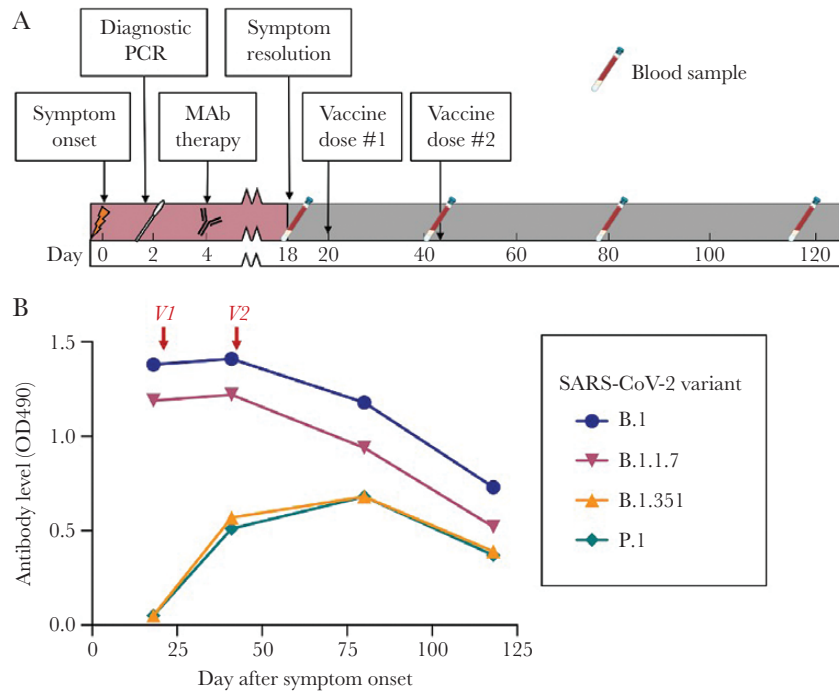 A
Diagnostic
PCR
Symptom
resolution
Blood sample
Symptom
onset
MAb
therapy
Vaccine
dose #1
Vaccine
dose #2
Day 0 2 4 18 20 40 60 80 100 120
B
V1 V2
1.5
1.0
0.5
0.0
0 25 50 75 100 125
Antibody level (OD490)
Day after symptom onset
SARS-CoV-2 variant
B.1
B.1.1.7
B.1.351
P.1